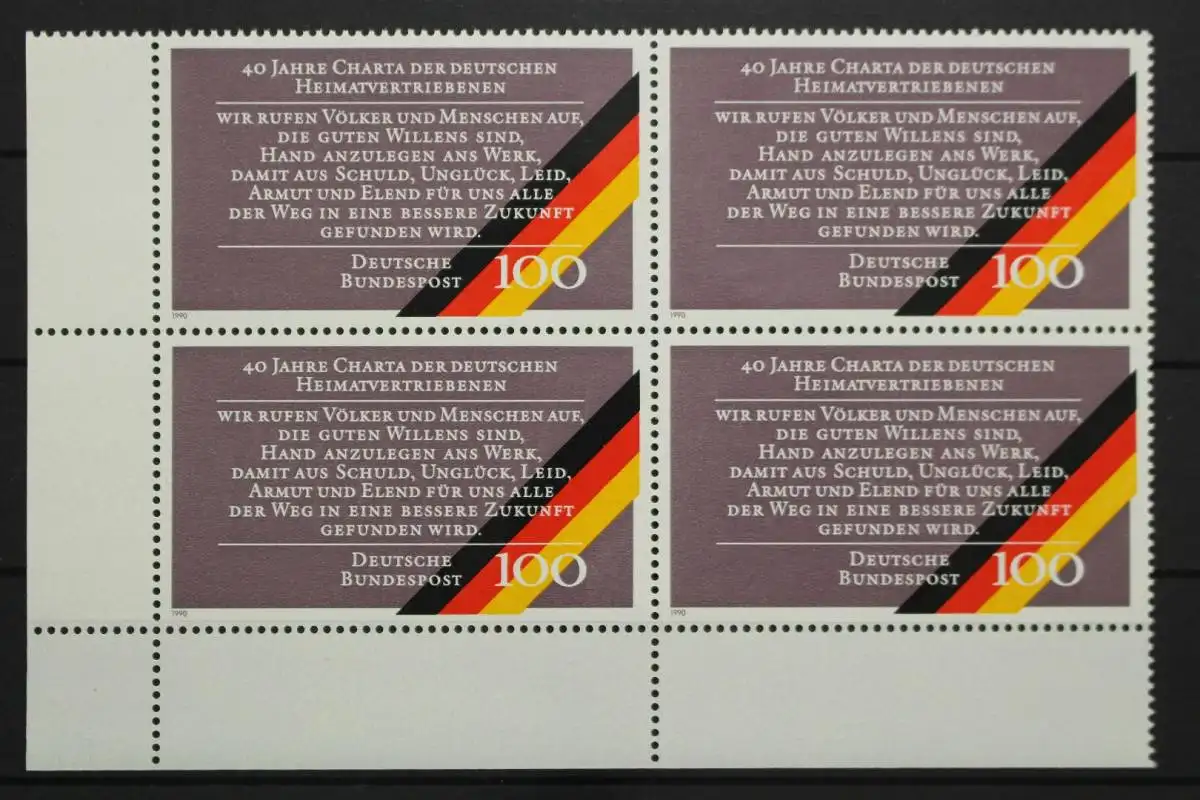 40 JAHRE CHARTA DER DEUTSCHEN
HEIMATVERTRIEBENEN
WIR RUFEN VÖLKER UND MENSCHEN AUF,
DIE GUTEN WILLENS SIND,
HAND ANZULEGEN ANS WERK,
DAMIT AUS SCHULD, UNGLÜCK, LEID,
ARMUT UND ELEND FÜR UNS ALLE
DER WEG IN EINE BESSERE ZUKUNFT
GEFUNDEN WIRD.
DEUTSCHE
BUNDESPOST 100
1990
40 JAHRE CHARTA DER DEUTSCHEN
HEIMATVERTRIEBENEN
WIR RUFEN VÖLKER UND MENSCHEN AUF,
DIE GUTEN WILLENS SIND,
HAND ANZULEGEN ANS WERK,
DAMIT AUS SCHULD, UNGLÜCK, LEID,
ARMUT UND ELEND FÜR UNS ALLE
DER WEG IN EINE BESSERE ZUKUNFT
GEFUNDEN WIRD.
DEUTSCHE
BUNDESPOST 100
1990
40 JAHRE CHARTA DER DEUTSCHEN
HEIMATVERTRIEBENEN
WIR RUFEN VÖLKER UND MENSCHEN AUF,
DIE GUTEN WILLENS SIND,
HAND ANZULEGEN ANS WERK,
DAMIT AUS SCHULD, UNGLÜCK, LEID,
ARMUT UND ELEND FÜR UNS ALLE
DER WEG IN EINE BESSERE ZUKUNFT
GEFUNDEN WIRD.
DEUTSCHE
BUNDESPOST 100
1990
40 JAHRE CHARTA DER DEUTSCHEN
HEIMATVERTRIEBENEN
WIR RUFEN VÖLKER UND MENSCHEN AUF,
DIE GUTEN WILLENS SIND,
HAND ANZULEGEN ANS WERK,
DAMIT AUS SCHULD, UNGLÜCK, LEID,
ARMUT UND ELEND FÜR UNS ALLE
DER WEG IN EINE BESSERE ZUKUNFT
GEFUNDEN WIRD.
DEUTSCHE
BUNDESPOST 100
1990